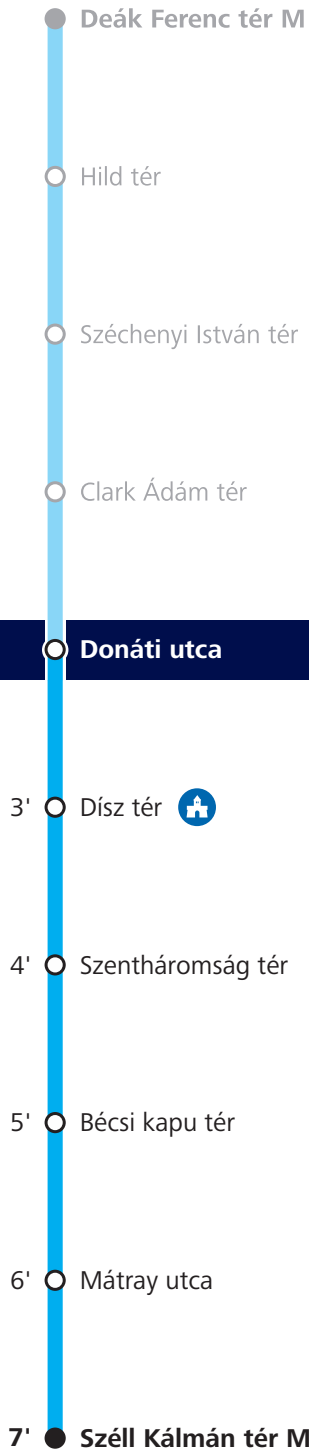 Deák Ferenc tér M
Hild tér
Széchenyi István tér
Clark Ádám tér
Donáti utca
3' Dísz tér
4' Szentháromság tér
5' Bécsi kapu tér
6' Mátray utca
7' Széll Kálmán tér M